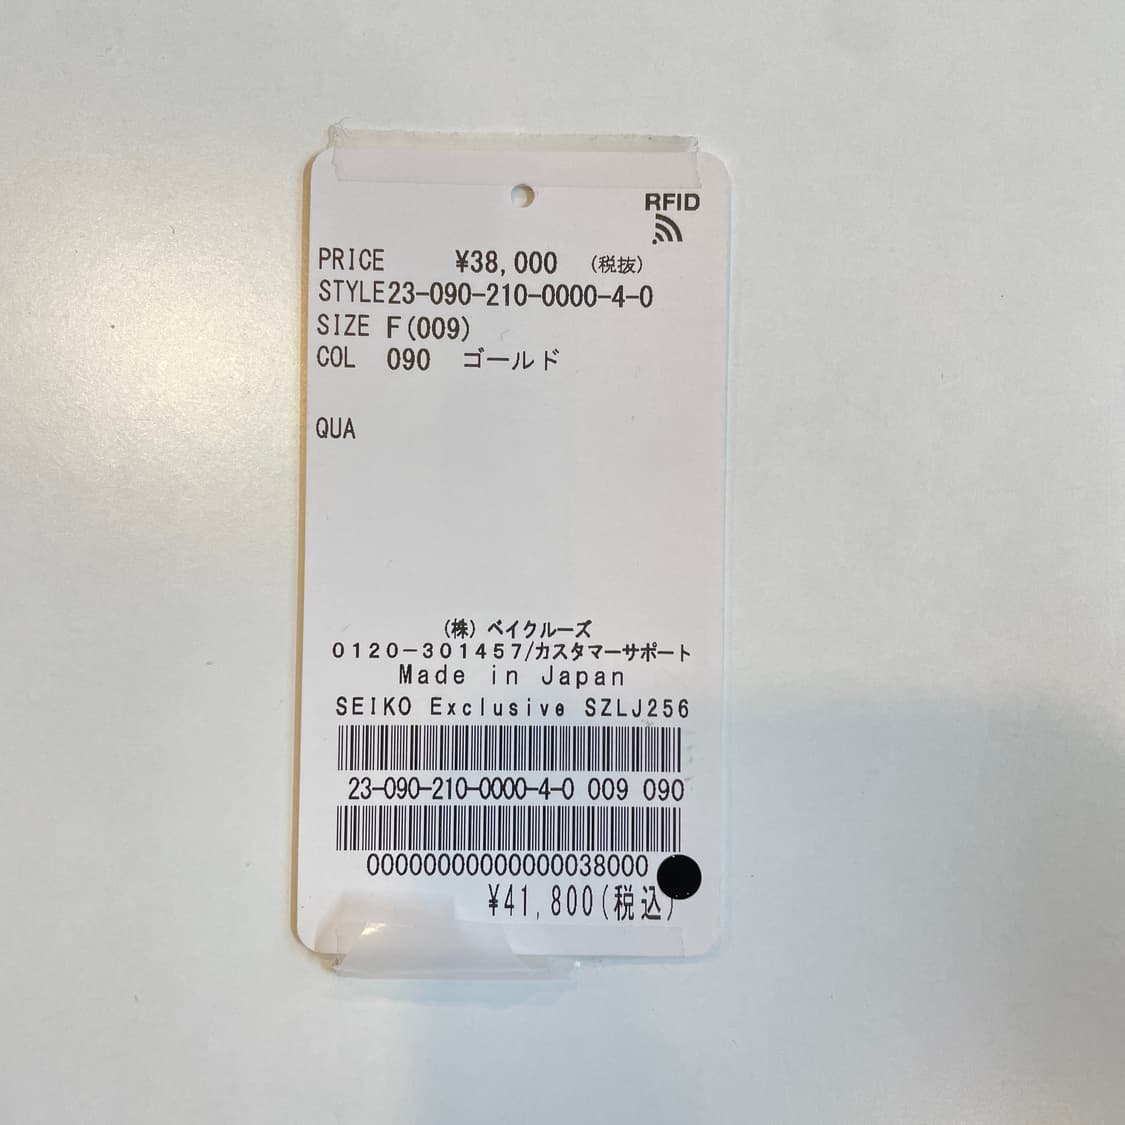 RFID
PRICE ¥38,000 (税抜)
STYLE23-090-210-0000-4-0
SIZE F(009)
COL 090 ゴールド
QUA
(株) ベイクルーズ
0120-301457/カスタマーサポート
Made in Japan
SEIKO Exclusive SZLJ256
23-090-210-0000-4-0 009 090
00000000000000038000
¥41,800(税込)